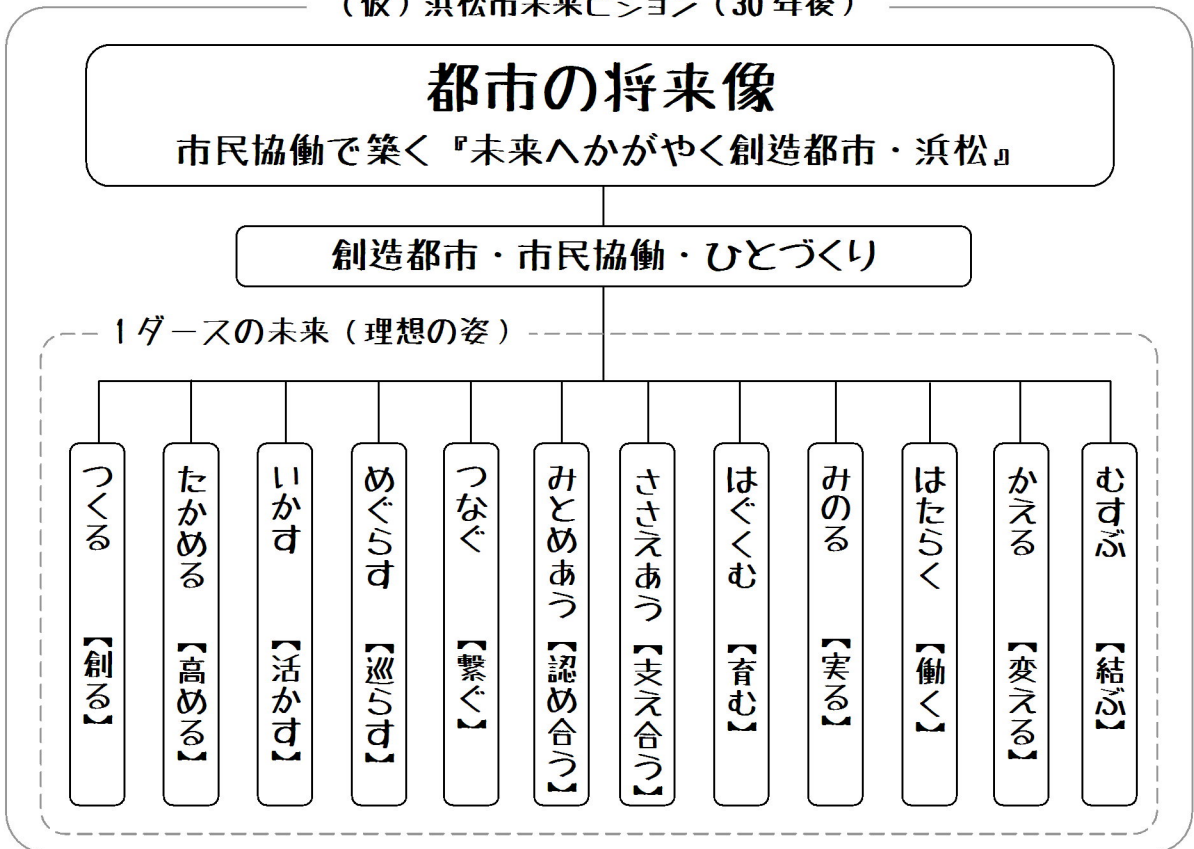 （仮）浜松市未来ビジョン（30年後）
都市の将来像
市民協働で築く『未来へかがやく創造都市・浜松』
創造都市・市民協働・ひとづくり
1ダースの未来（理想の姿）
つくる【創る】
たかめる【高める】
いかす【活かす】
めぐらす【巡らす】
つなぐ【繋ぐ】
みとめあう【認め合う】
ささえあう【支え合う】
はぐくむ【育む】
みのる【実る】
はたらく【働く】
かえる【変える】
むすぶ【結ぶ】